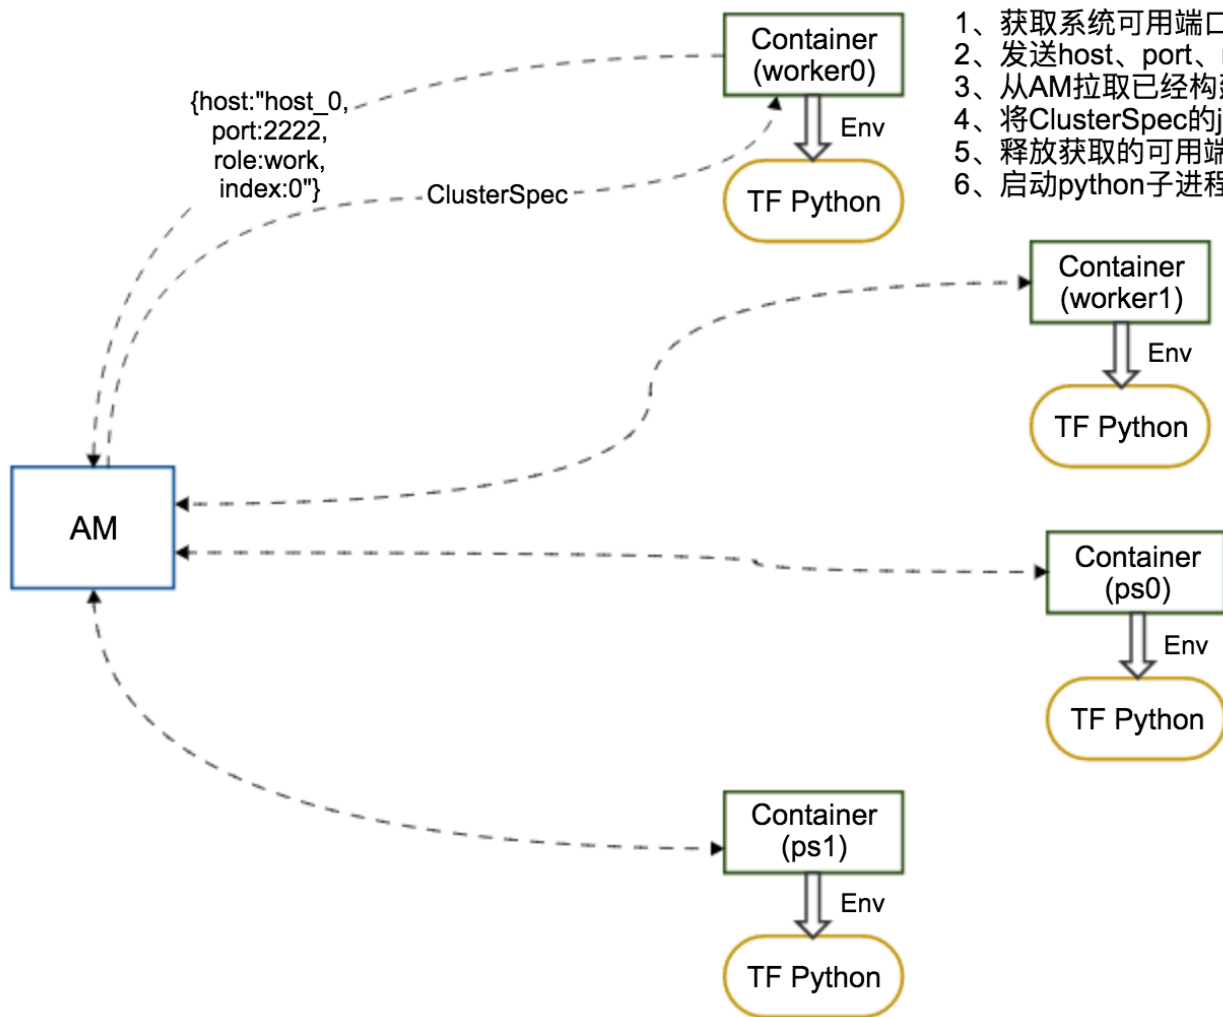 Container
(worker0)
1、获取系统可用端口
2、发送host、port、
3、从AM拉取已经构
4、将ClusterSpec的j
5、释放获取的可用端
6、启动python子进程
{host:"host_0,
port:2222,
role:work,
index:0"}
Env
ClusterSpec
TF Python
Container
(worker1)
Env
TF Python
AM
Container
(ps0)
Env
TF Python
Container
(ps1)
Env
TF Python